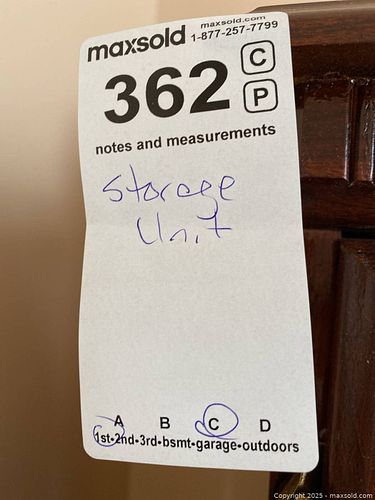 maxsold
maxsold.com
1-877-257-7799
362
C
P
notes and measurements
Storage
Unit
A B C D
1st-2nd-3rd-bsmt-garage-outdoors
Copyright 2025 - maxsold.com